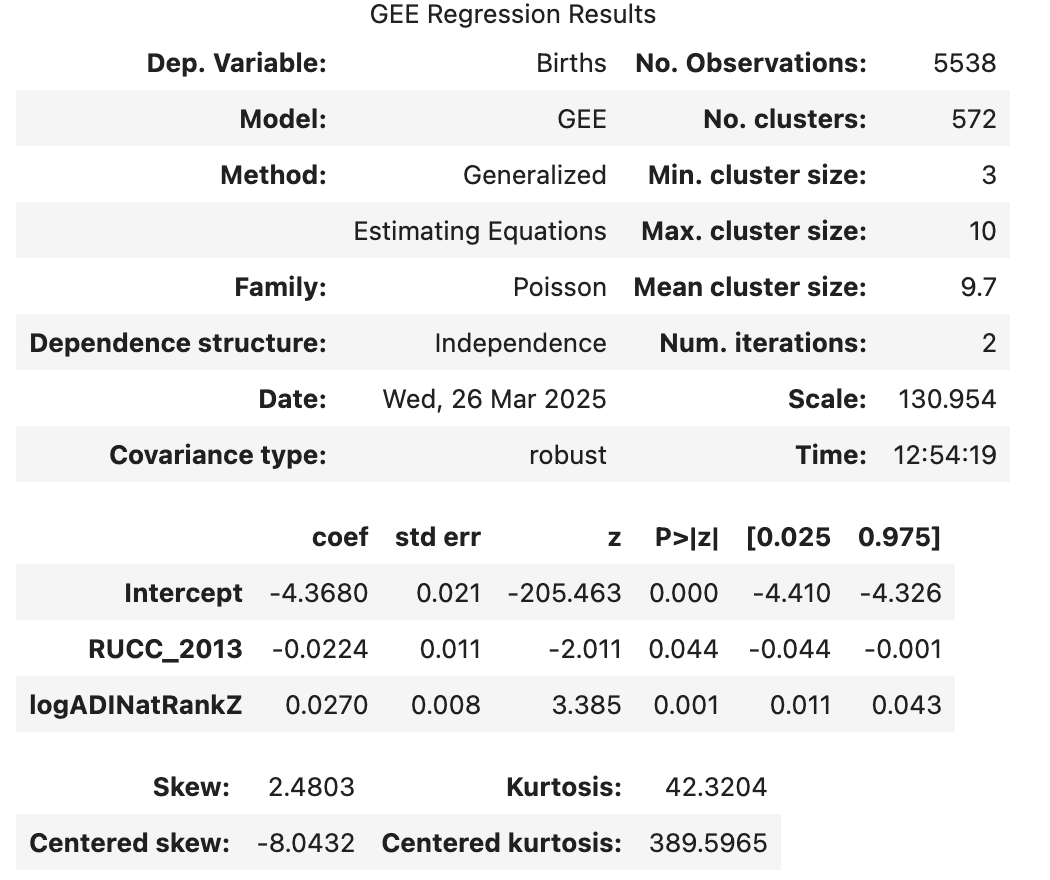 GEE Regression Results
Dep. Variable: Births No. Observations: 5538
Model: GEE No. clusters: 572
Method: Generalized Min. cluster size: 3
Estimating Equations Max. cluster size: 10
Family: Poisson Mean cluster size: 9.7
Dependence structure: Independence Num. iterations: 2
Date: Wed, 26 Mar 2025 Scale: 130.954
Covariance type: robust Time: 12:54:19
coef std err z P>|z| [0.025 0.975]
Intercept -4.3680 0.021 -205.463 0.000 -4.410 -4.326
RUCC_2013 -0.0224 0.011 -2.011 0.044 -0.044 -0.001
logADINatRankZ 0.0270 0.008 3.385 0.001 0.011 0.043
Skew: 2.4803 Kurtosis: 42.3204
Centered skew: -8.0432 Centered kurtosis: 389.5965